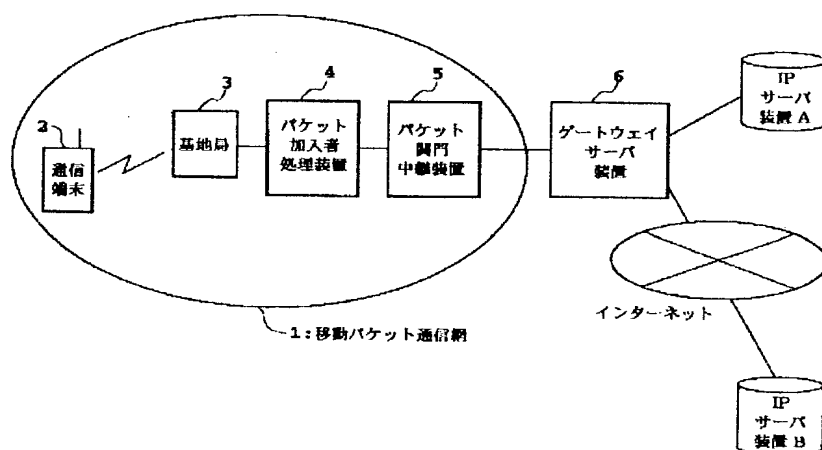 2
通信
端末
3
基地局
4
パケット
加入者
処理装置
5
パケット
関門
中継装置
6
ゲートウェイ
サーバ
装置
IP
サーバ
装置 A
インターネット
1:移動パケット通信網
IP
サーバ
装置 B